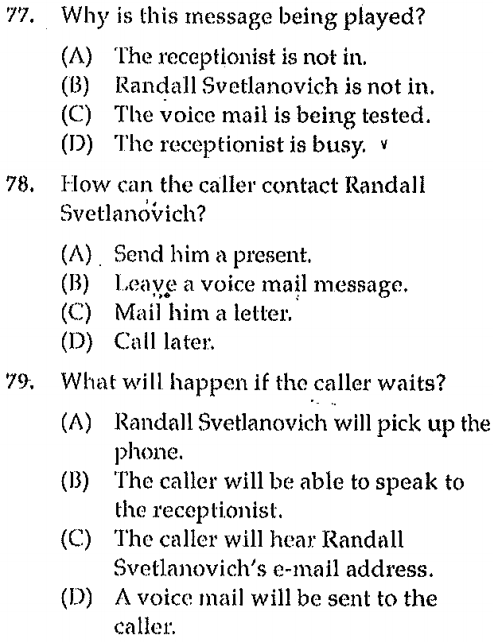 77. Why is this message being played?
(A) The receptionist is not in.
(B) Randall Svetlanovich is not in.
(C) The voice mail is being tested.
(D) The receptionist is busy. v
78. How can the caller contact Randall
Svetlanovich?
(A) Send him a present.
(B) Leave a voice mail message.
(C) Mail him a letter.
(D) Call later.
79. What will happen if the caller waits?
(A) Randall Svetlanovich will pick up the
phone.
(B) The caller will be able to speak to
the receptionist.
(C) The caller will hear Randall
Svetlanovich's e-mail address.
(D) A voice mail will be sent to the
caller.